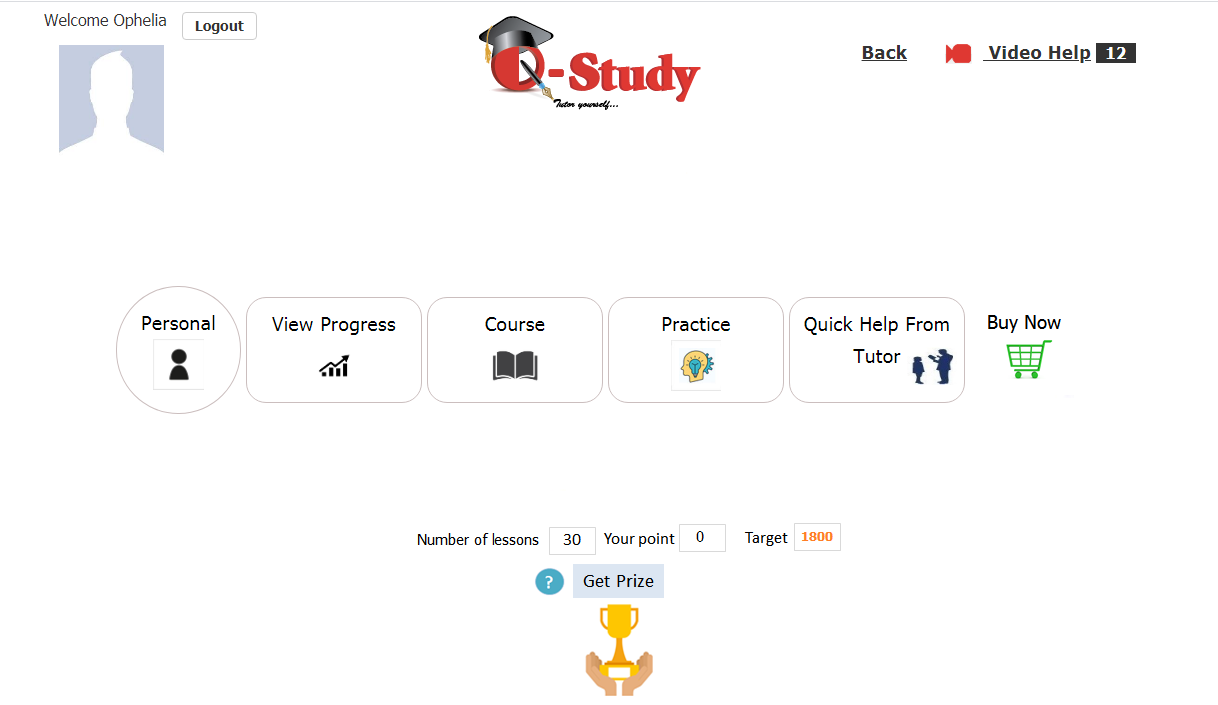 Welcome Ophelia
Logout
Q-Study
Tutor yourself...
Back
Video Help 12
Personal
View Progress
Course
Practice
Quick Help From
Tutor
Buy Now
Number of lessons 30 Your point 0 Target 1800
? Get Prize